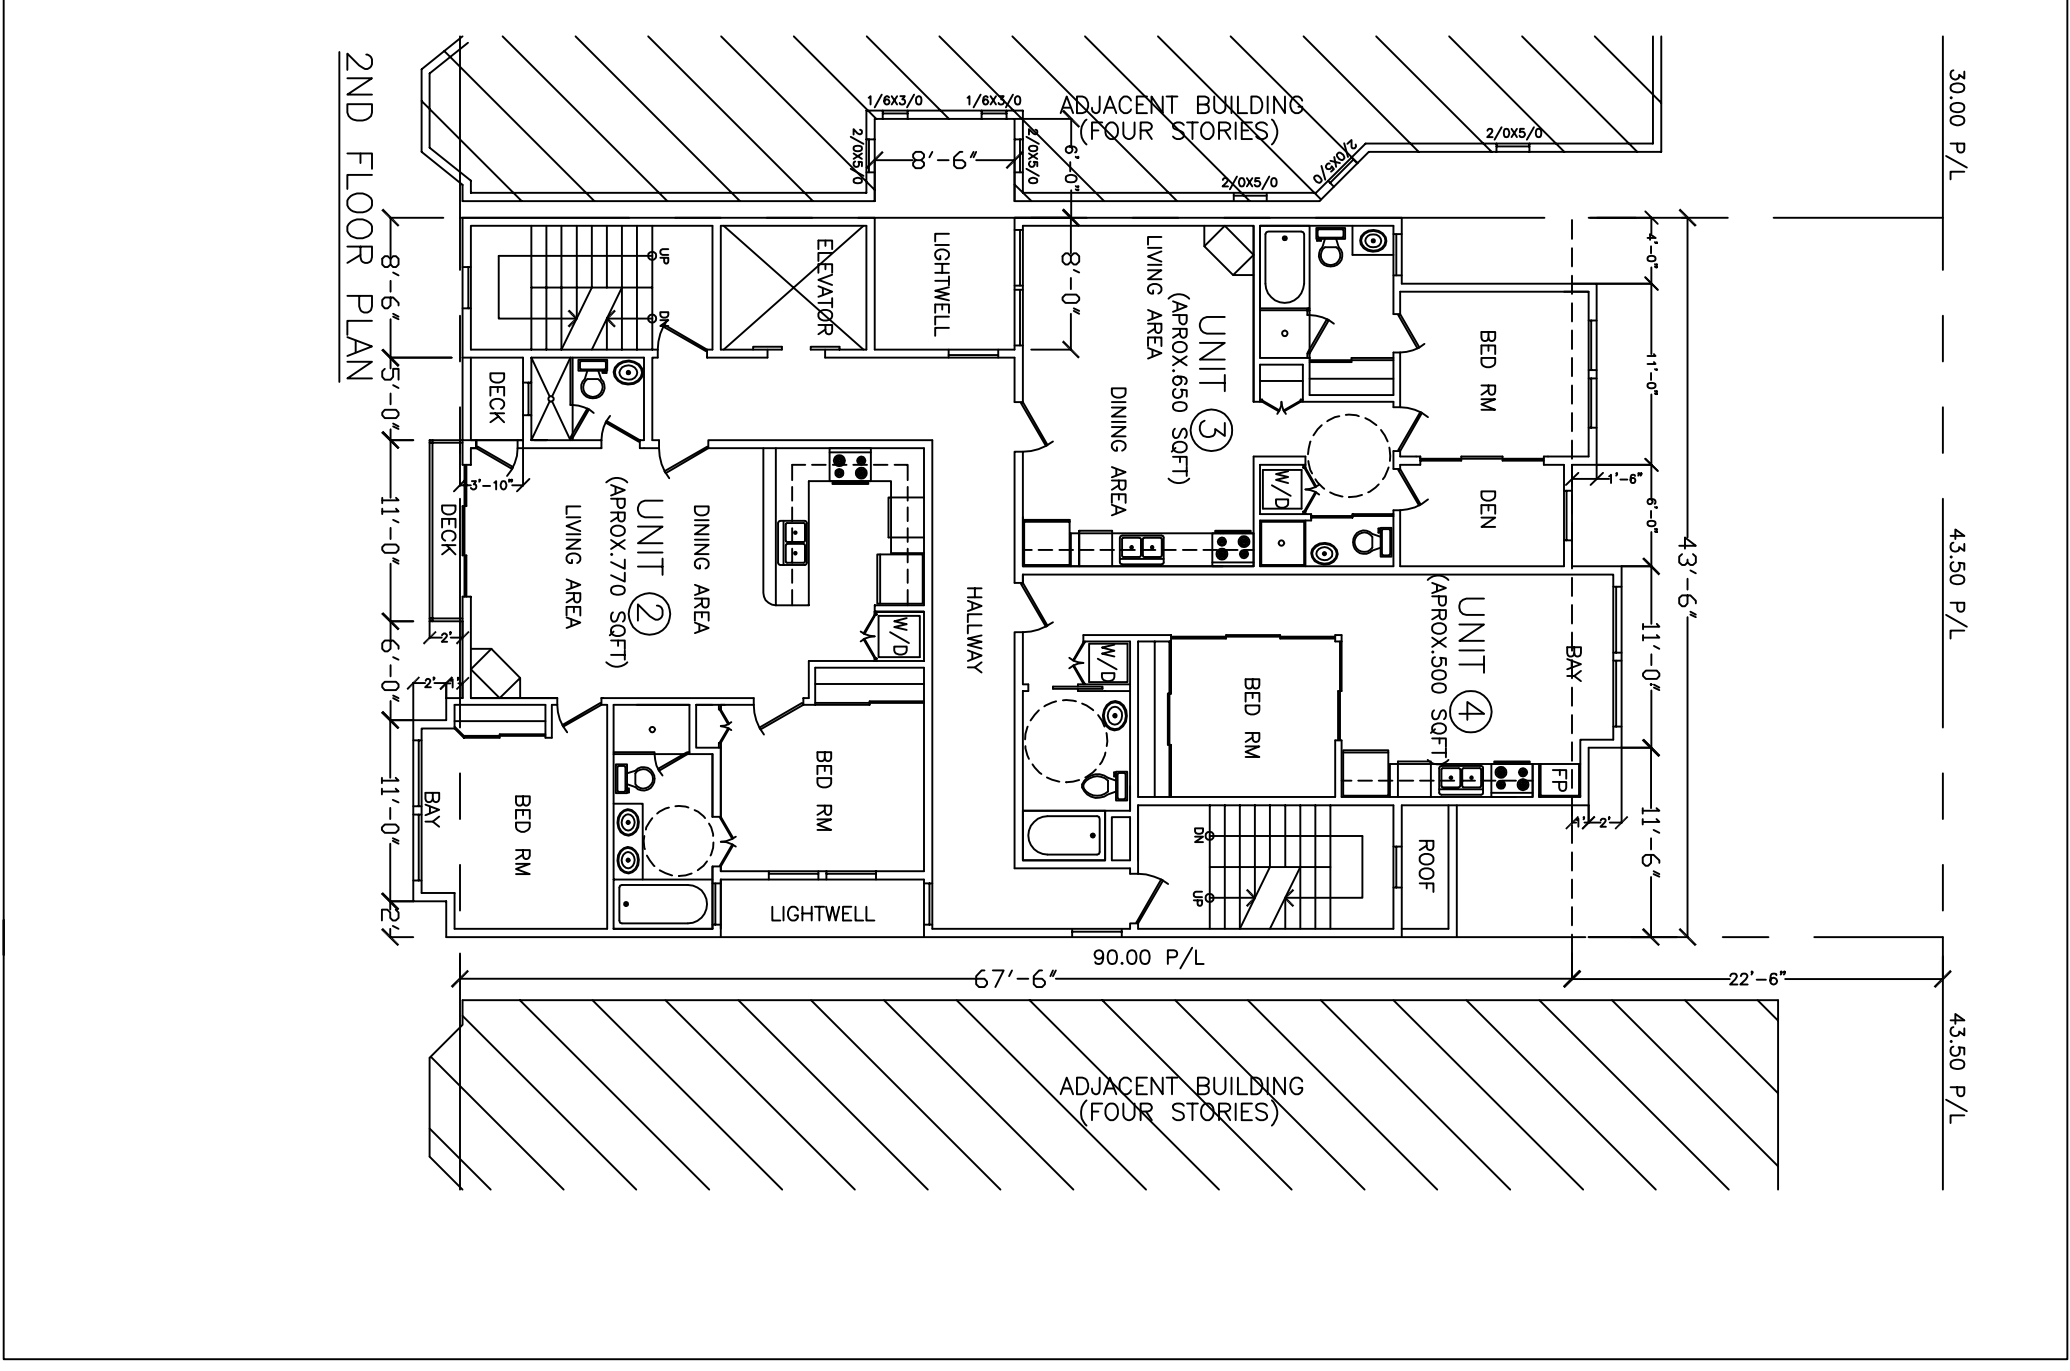 2ND FLOOR PLAN
ADJACENT BUILDING
(FOUR STORIES)
1/6X3/0
1/6X3/0
2/0X5/0
2/0X5/0
2/0X5/0
2/0X5/0
2/0X5/0
8'-6"
6'-0"
8'-0"
30.00 P/L
43.50 P/L
43.50 P/L
UP
DN
ELEVATOR
LIGHTWELL
LIVING AREA
UNIT 3
(APROX.650 SQFT)
DINING AREA
BED RM
DEN
W/D
4'-0"
11'-0"
1'-6"
6'-0"
43'-6"
11'-0"
11'-6"
1'
2'
8'-6"
5'-0"
11'-0"
6'-0"
11'-0"
2'
DECK
3'-10"
DECK
2'
2'
1'
LIVING AREA
UNIT 2
(APROX.770 SQFT)
DINING AREA
W/D
HALLWAY
BED RM
BED RM
BAY
LIGHTWELL
UNIT 4
(APROX.500 SQFT)
BAY
W/D
BED RM
FP
DN
UP
ROOF
90.00 P/L
67'-6"
22'-6"
ADJACENT BUILDING
(FOUR STORIES)